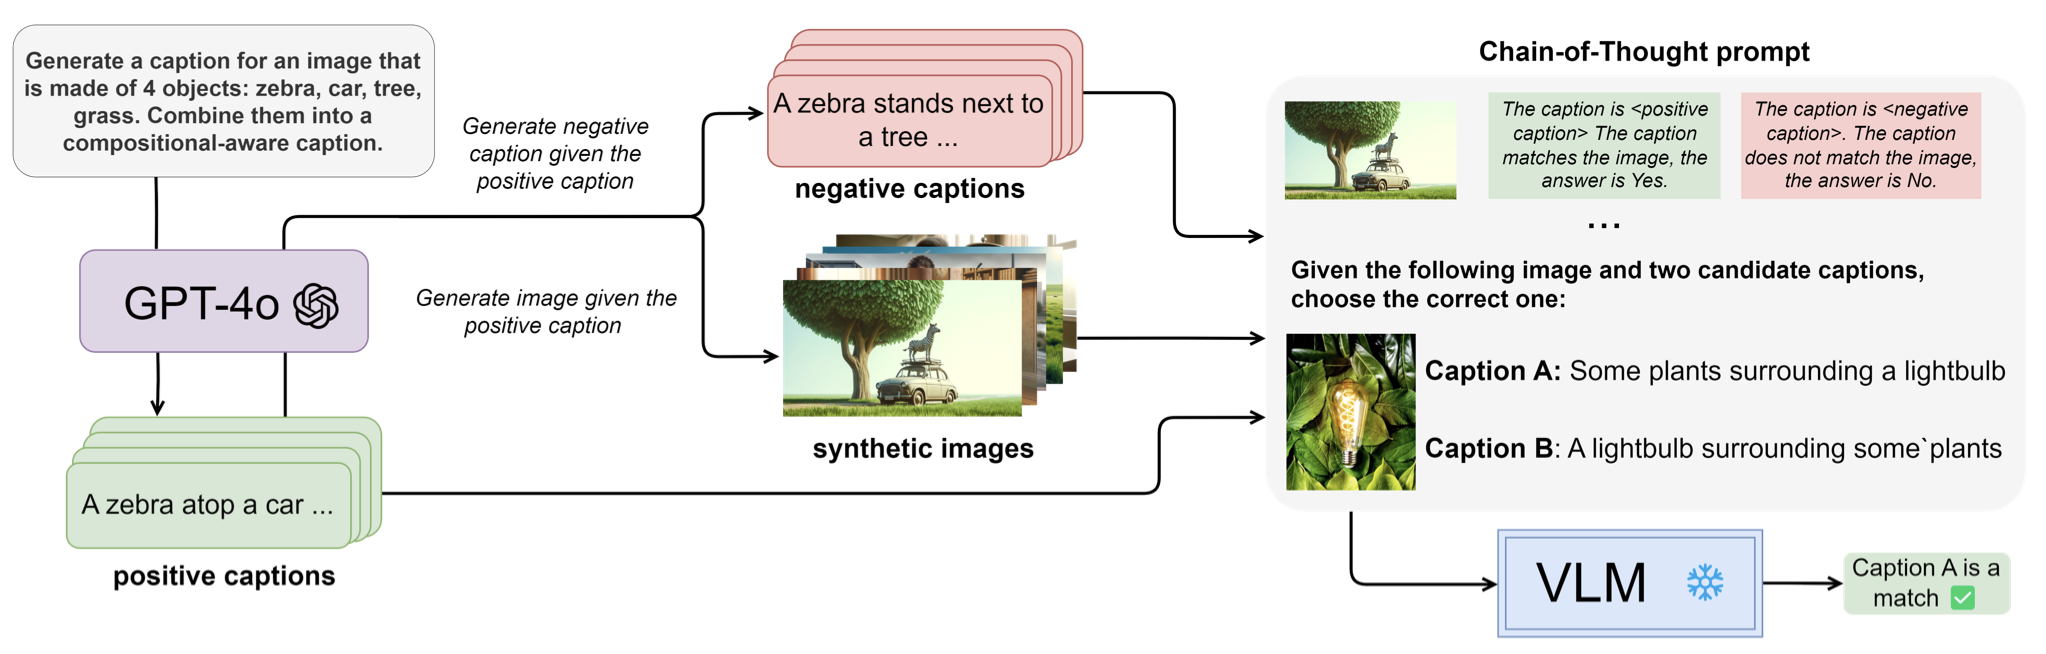 Generate a caption for an image that
is made of 4 objects: zebra, car, tree,
grass. Combine them into a
compositional-aware caption.
GPT-4o
A zebra atop a car ...
positive captions
Generate negative
caption given the
positive caption
Generate image given the
positive caption
A zebra stands next to
a tree ...
negative captions
synthetic images
Chain-of-Thought prompt
The caption is <positive
caption> The caption
matches the image, the
answer is Yes.
The caption is <negative
caption>. The caption
does not match the image,
the answer is No.
...
Given the following image and two candidate captions,
choose the correct one:
Caption A: Some plants surrounding a lightbulb
Caption B: A lightbulb surrounding some`plants
VLM
Caption A is a
match